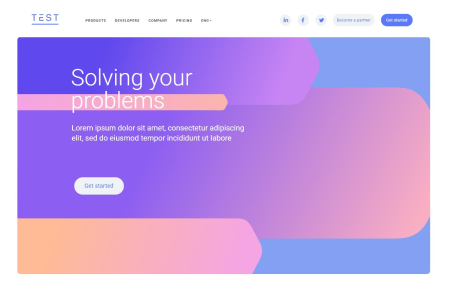 TEST
PRODUCTS DEVELOPERS COMPANY PRICING ENG
in f Become a partner Get started
Solving your
problems
Lorem ipsum dolor sit amet, consectetur adipiscing
elit, sed do eiusmod tempor incididunt ut labore
Get started